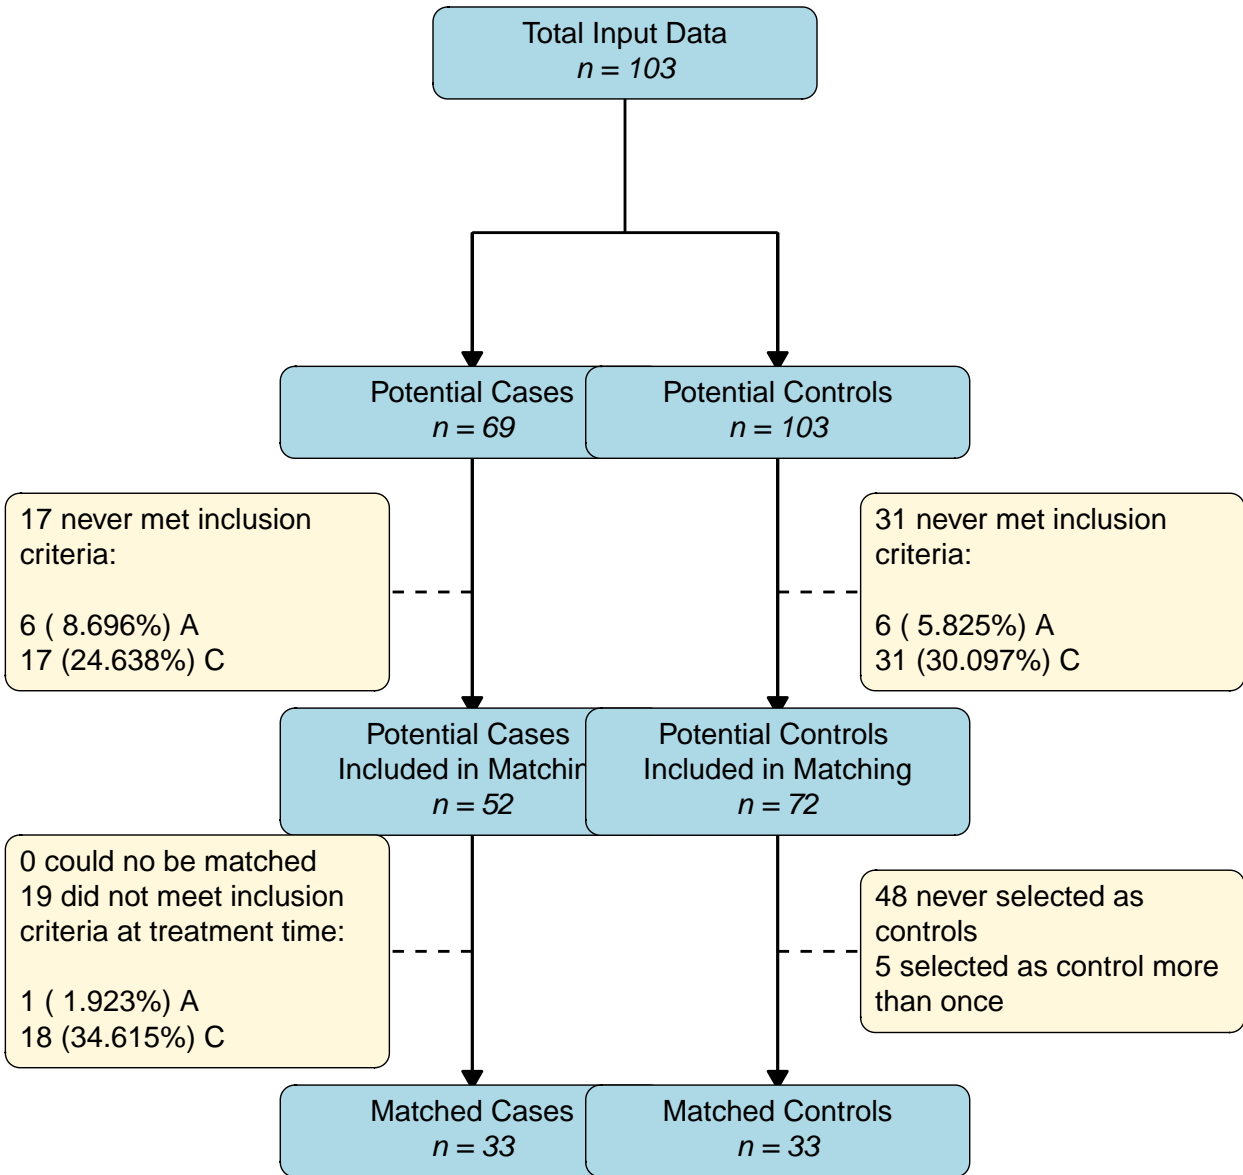 Total Input Data
n = 103
Potential Cases
n = 69
Potential Controls
n = 103
17 never met inclusion
criteria:
6 ( 8.696%) A
17 (24.638%) C
31 never met inclusion
criteria:
6 ( 5.825%) A
31 (30.097%) C
Potential Cases
Included in Matchin
n = 52
Potential Controls
Included in Matching
n = 72
0 could no be matched
19 did not meet inclusion
criteria at treatment time:
1 ( 1.923%) A
18 (34.615%) C
48 never selected as
controls
5 selected as control more
than once
Matched Cases
n = 33
Matched Controls
n = 33